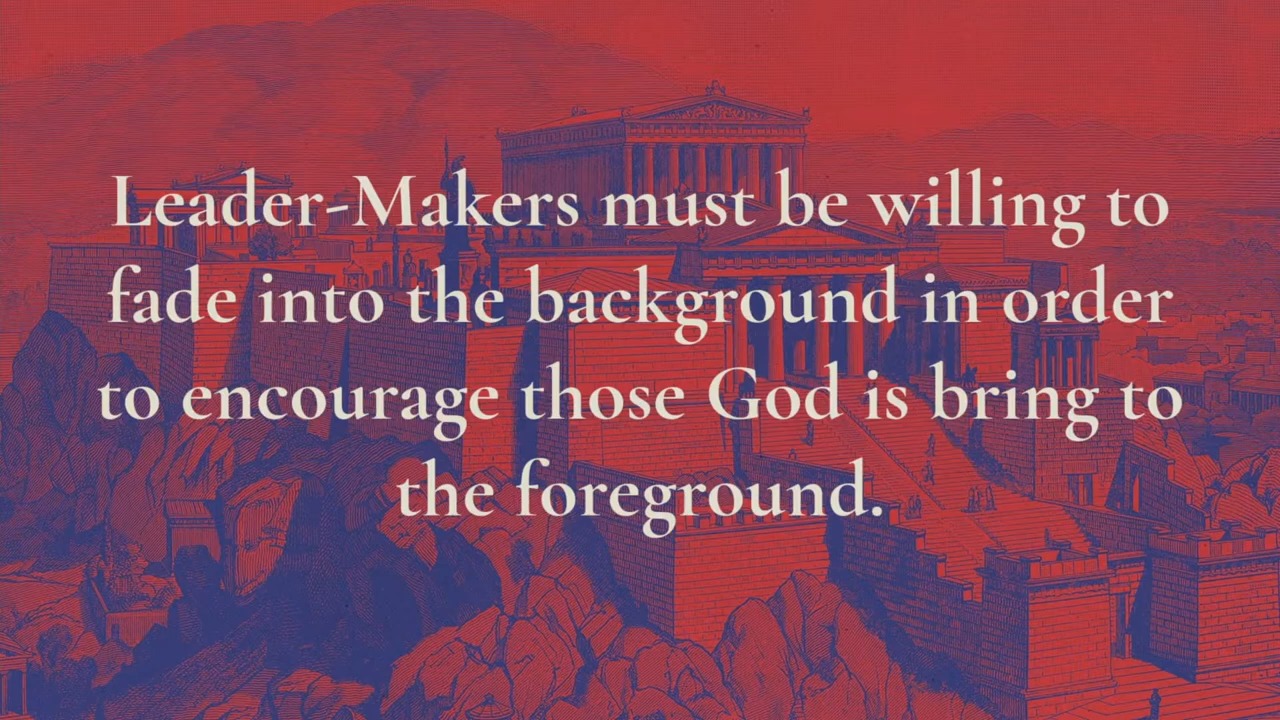 Leader-Makers must be willing to
fade into the background in order
to encourage those God is bring to
the foreground.